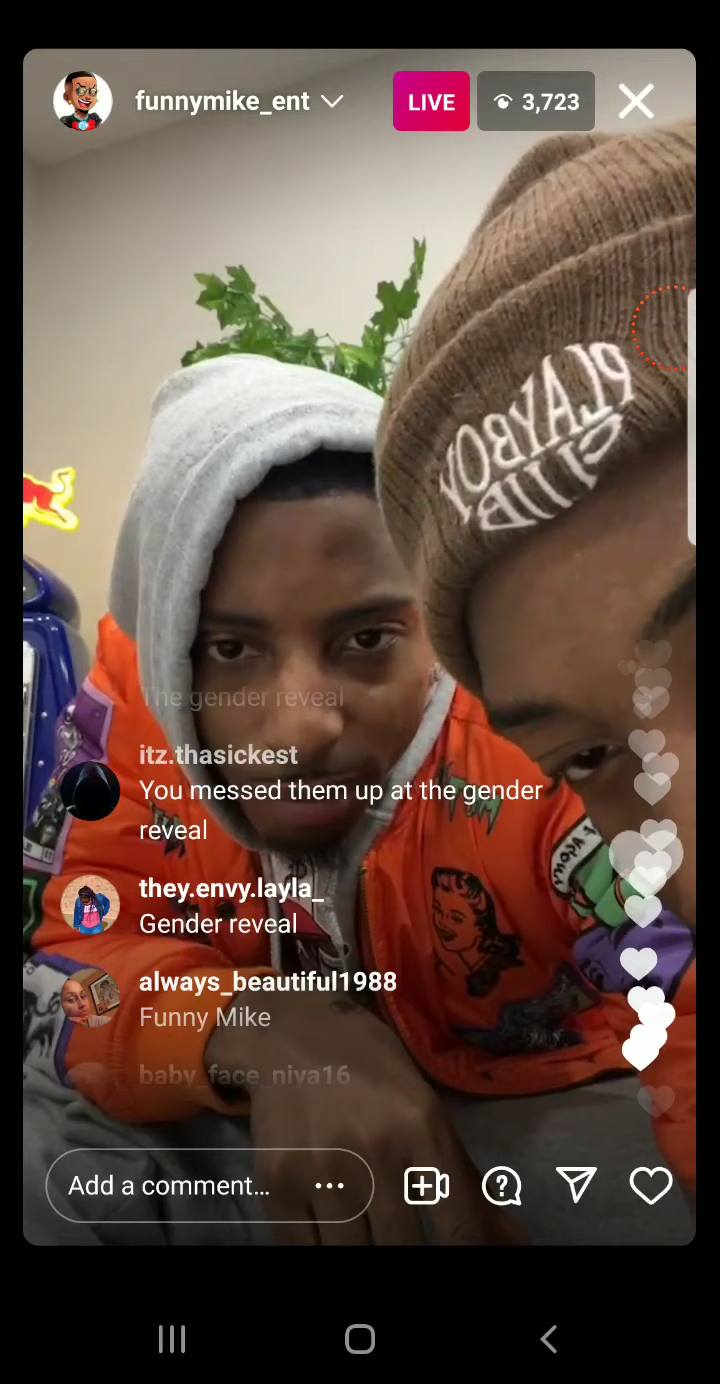 funnymike_ent
LIVE
3,723
PLAYBOY
CLUB
The gender reveal
itz.thasickest
You messed them up at the gender
reveal
they.envy.layla_
Gender reveal
always_beautiful1988
Funny Mike
baby_face_niya16
Add a comment...